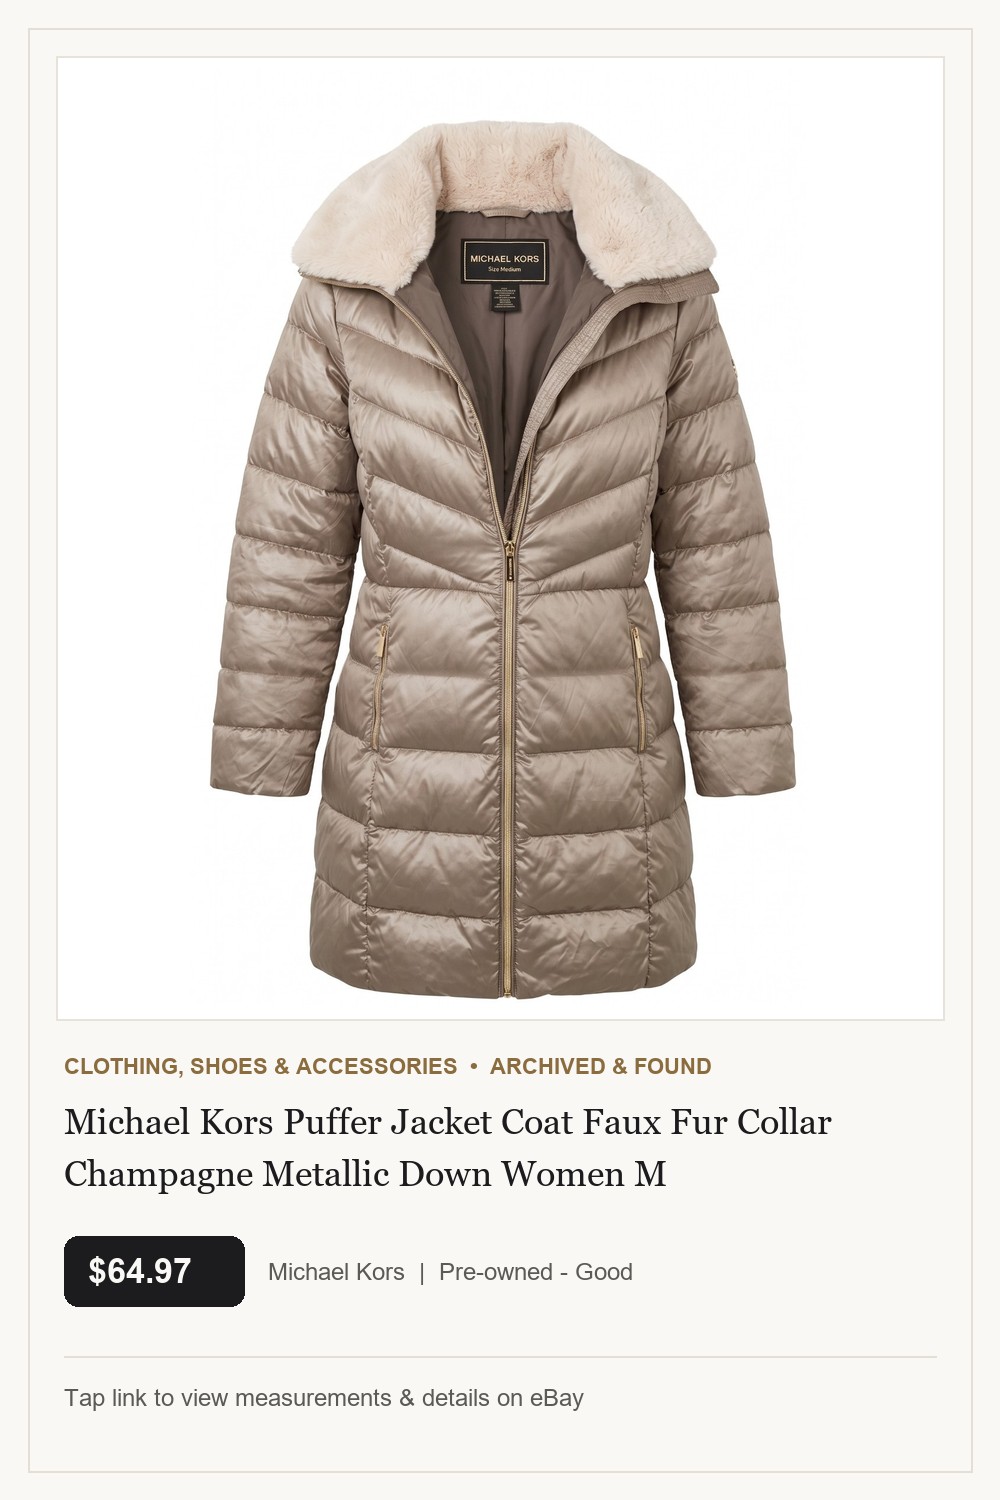 MICHAEL KORS
Size Medium
CLOTHING, SHOES & ACCESSORIES • ARCHIVED & FOUND
Michael Kors Puffer Jacket Coat Faux Fur Collar
Champagne Metallic Down Women M
$64.97
Michael Kors | Pre-owned - Good
Tap link to view measurements & details on eBay